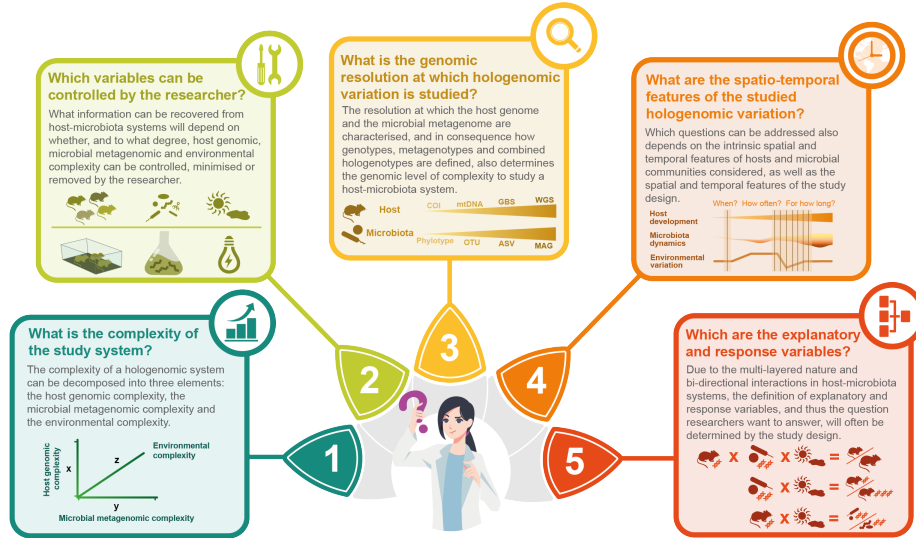 What is the complexity of
the study system?
The complexity of a hologenomic system
can be decomposed into three elements:
the host genomic complexity, the
microbial metagenomic complexity and
the environmental complexity.
Host genomic
complexity
x
z
y
Environmental
complexity
Microbial metagenomic complexity
1
Which variables can be
controlled by the researcher?
What information can be recovered from
host-microbiota systems will depend on
whether, and to what degree, host genomic,
microbial metagenomic and environmental
complexity can be controlled, minimised or
removed by the researcher.
2
What is the genomic
resolution at which hologenomic
variation is studied?
The resolution at which the host genome
and the microbial metagenome are
characterised, and in consequence how
genotypes, metagenotypes and combined
hologenotypes are defined, also determines
the genomic level of complexity to study a
host-microbiota system.
Host
COI mtDNA GBS WGS
Microbiota
Phylotype OTU ASV MAG
3
What are the spatio-temporal
features of the studied
hologenomic variation?
Which questions can be addressed also
depends on the intrinsic spatial and
temporal features of hosts and microbial
communities considered, as well as the
spatial and temporal features of the study
design.
When? How often? For how long?
Host
development
Microbiota
dynamics
Environmental
variation
4
Which are the explanatory
and response variables?
Due to the multi-layered nature and
bi-directional interactions in host-microbiota
systems, the definition of explanatory and
response variables, and thus the question
researchers want to answer, will often be
determined by the study design.
x x =
x =
x =
5
?